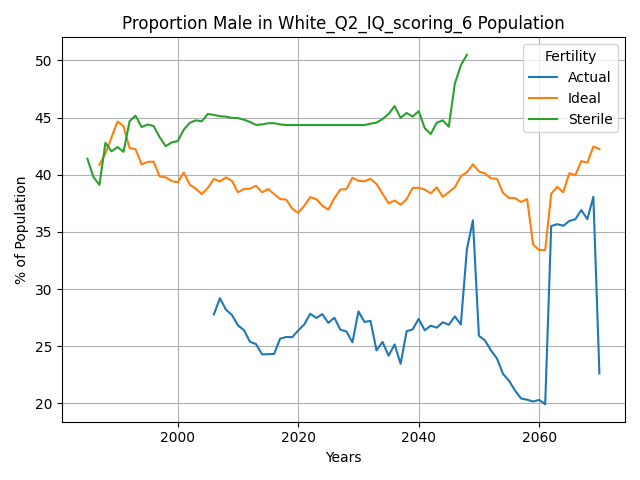 Proportion Male in White_Q2_IQ_scoring_6 Population
% of Population
50
45
40
35
30
25
20
Fertility
Actual
Ideal
Sterile
2000
2020
2040
2060
Years